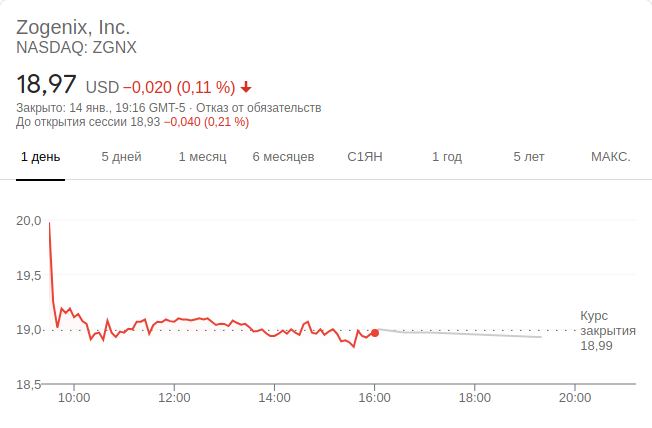 Zogenix, Inc.
NASDAQ: ZGNX
18,97 USD −0,020 (0,11 %)
Закрыто: 14 янв., 19:16 GMT-5 · Отказ от обязательств
До открытия сессии 18,93 −0,040 (0,21 %)
1 день 5 дней 1 месяц 6 месяцев С1ЯН 1 год 5 лет МАКС.
20,0
19,5
19,0
18,5
Курс
закрытия
18,99
10:00 12:00 14:00 16:00 18:00 20:00